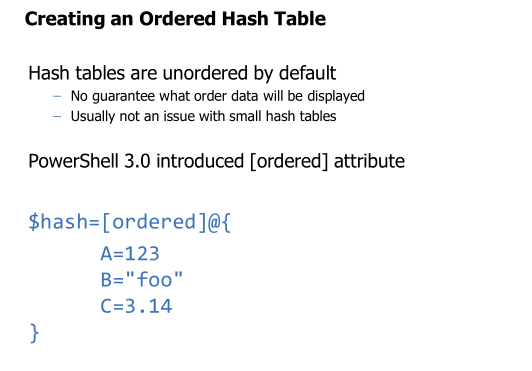 Creating an Ordered Hash Table
Hash tables are unordered by default
– No guarantee what order data will be displayed
– Usually not an issue with small hash tables
PowerShell 3.0 introduced [ordered] attribute
$hash=[ordered]@{
A=123
B="foo"
C=3.14
}